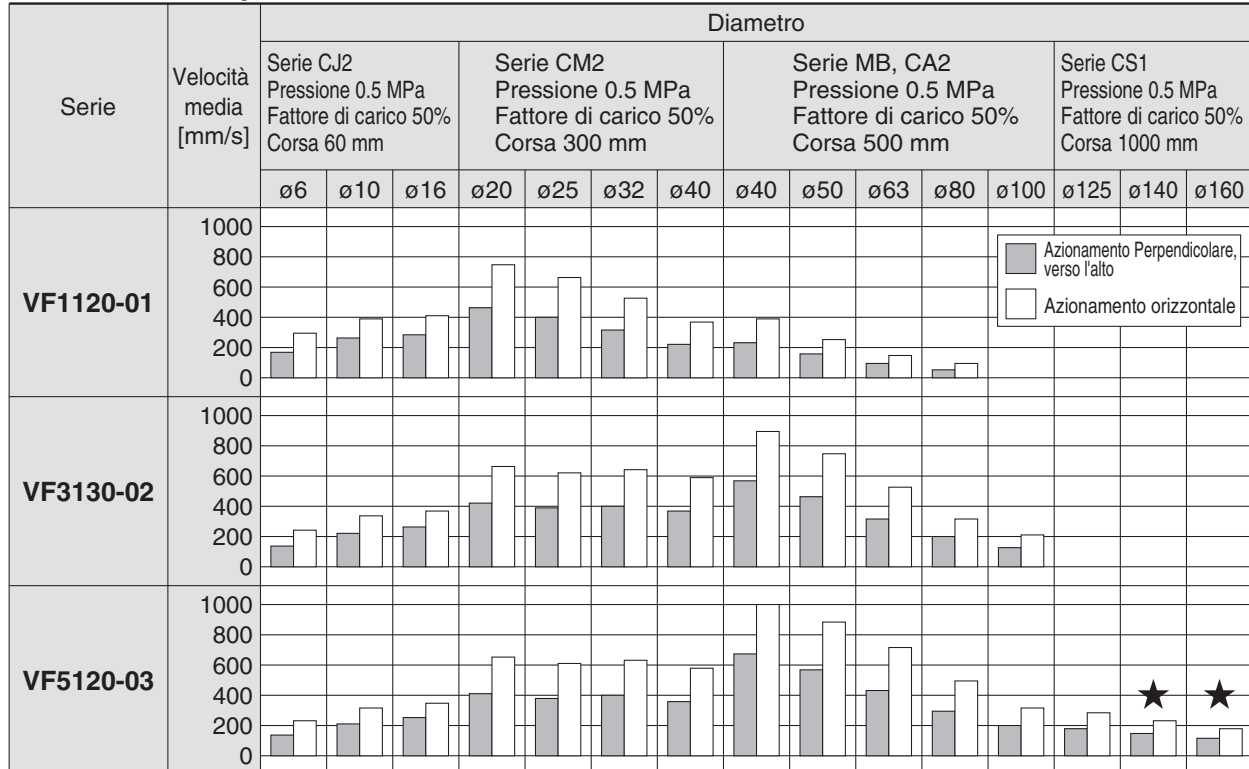 Diametro
Serie
Velocità
media
[mm/s]
Serie CJ2
Pressione 0.5 MPa
Fattore di carico 50%
Corsa 60 mm
Serie CM2
Pressione 0.5 MPa
Fattore di carico 50%
Corsa 300 mm
Serie MB, CA2
Pressione 0.5 MPa
Fattore di carico 50%
Corsa 500 mm
Serie CS1
Pressione 0.5 MPa
Fattore di carico 50%
Corsa 1000 mm
ø6 ø10 ø16 ø20 ø25 ø32 ø40 ø40 ø50 ø63 ø80 ø100 ø125 ø140 ø160
VF1120-01
1000
800
600
400
200
0
Azionamento Perpendicolare,
verso l'alto
Azionamento orizzontale
VF3130-02
1000
800
600
400
200
0
VF5120-03
1000
800
600
400
200
0